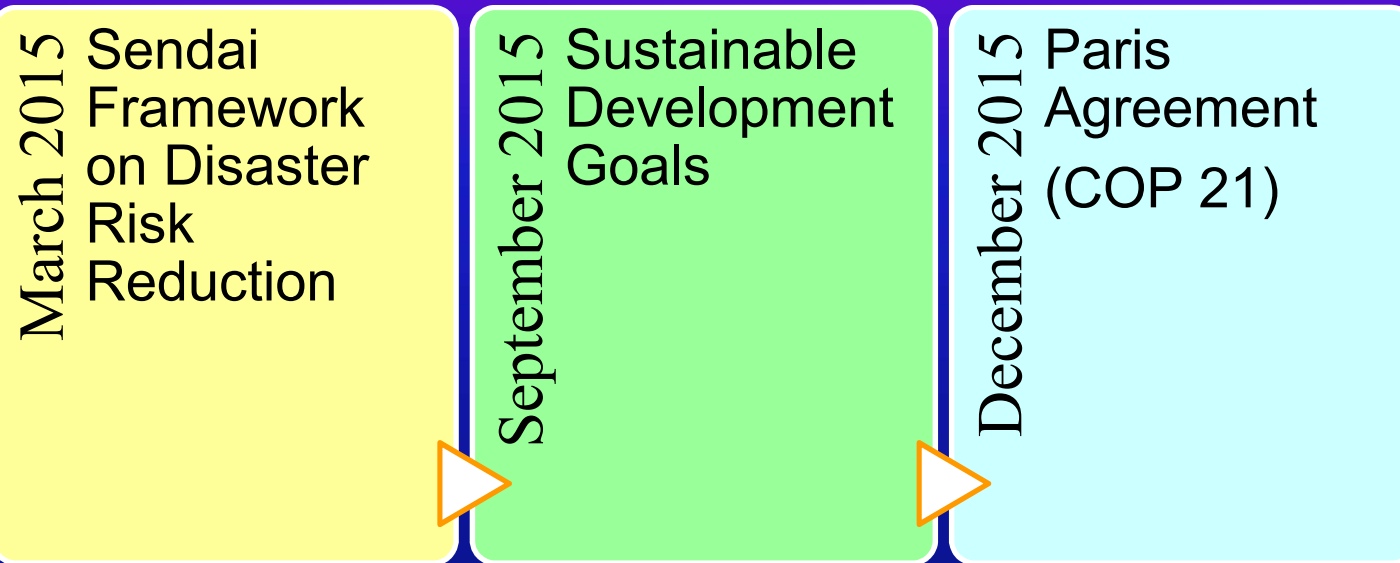 March 2015
Sendai
Framework
on Disaster
Risk
Reduction
September 2015
Sustainable
Development
Goals
December 2015
Paris
Agreement
(COP 21)